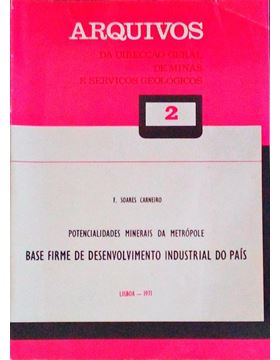 ARQUIVOS
DA DIRECÇÃO GERAL
DE MINAS
E SERVIÇOS GEOLÓGICOS
2
F. SOARES CARNEIRO
POTENCIALIDADES MINERAIS DA METRÓPOLE
BASE FIRME DE DESENVOLVIMENTO INDUSTRIAL DO PAÍS
LISBOA — 1971